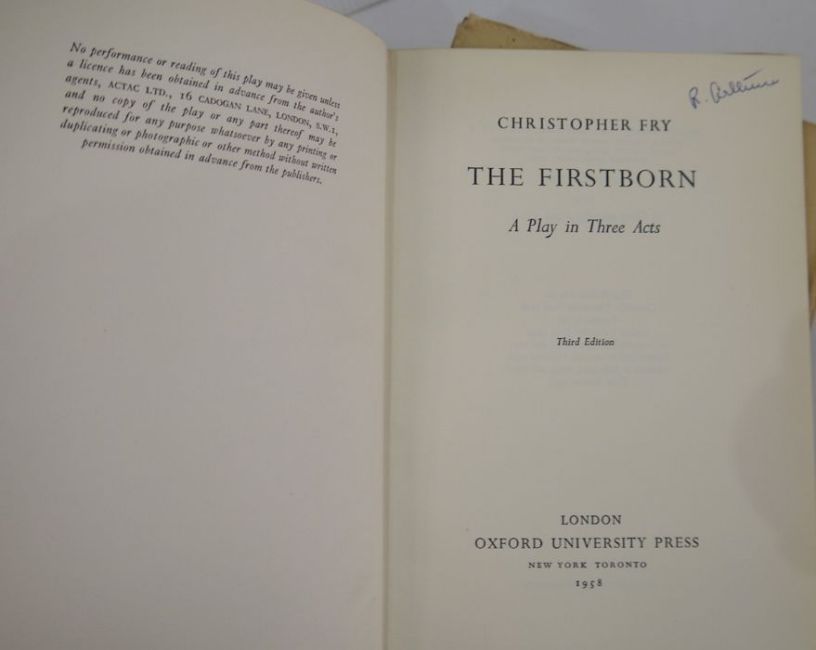 No performance or reading of this play may be given unless
a licence has been obtained in advance from the author's
agents, ACTAC LTD., 16 CADOGAN LANE, LONDON, S.W.1,
and no copy of the play or any part thereof may be
reproduced for any purpose whatsoever by any printing or
duplicating or photographic or other method without written
permission obtained in advance from the publishers.
R.
CHRISTOPHER FRY
THE FIRSTBORN
A Play in Three Acts
Third Edition
LONDON
OXFORD UNIVERSITY PRESS
NEW YORK TORONTO
1958